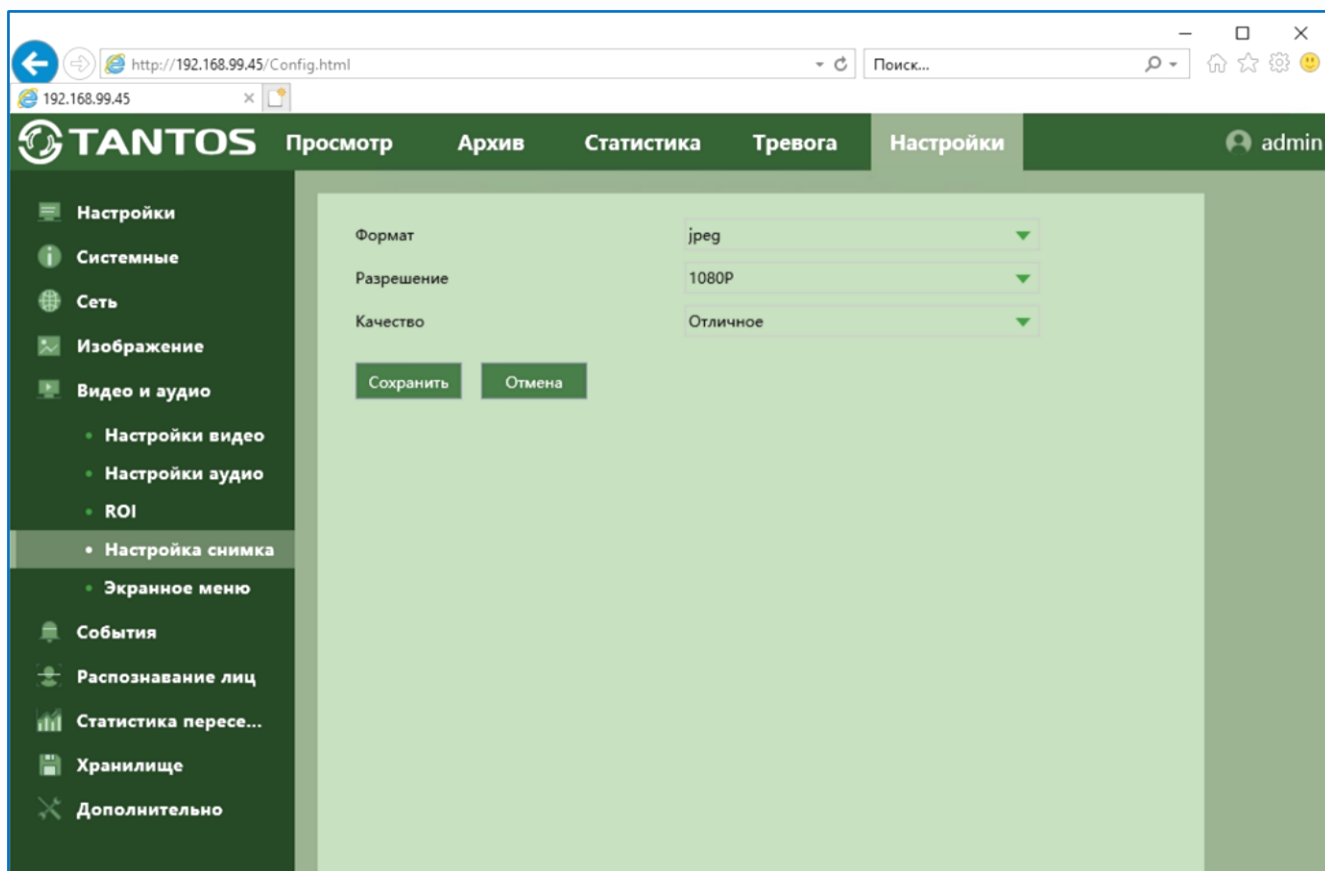 http://192.168.99.45/Config.html
Поиск...
192.168.99.45
TANTOS
Просмотр
Архив
Статистика
Тревога
Настройки
admin
Настройки
Системные
Сеть
Изображение
Видео и аудио
Настройки видео
Настройки аудио
ROI
Настройка снимка
Экранное меню
События
Распознавание лиц
Статистика пересе...
Хранилище
Дополнительно
Формат jpeg
Разрешение 1080P
Качество Отличное
Сохранить Отмена